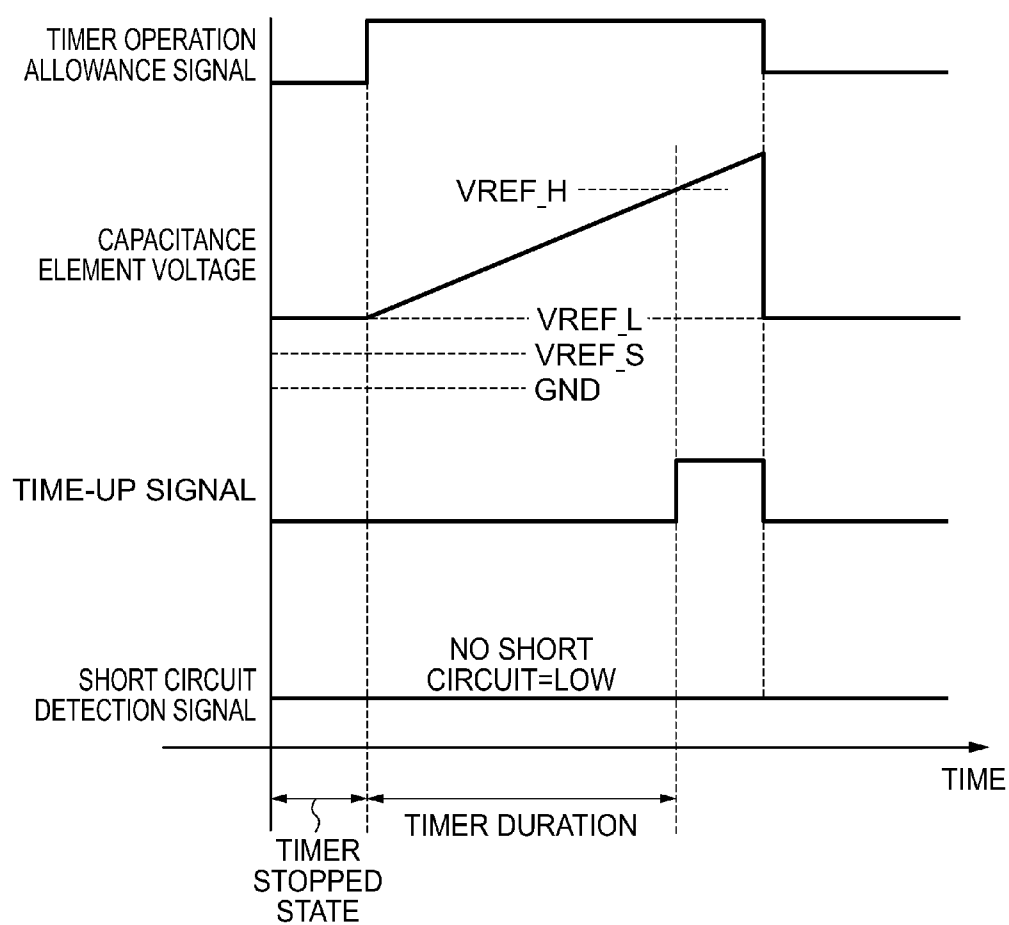 TIMER OPERATION
ALLOWANCE SIGNAL
VREF_H
CAPACITANCE
ELEMENT VOLTAGE
VREF_L
VREF_S
GND
TIME-UP SIGNAL
NO SHORT
CIRCUIT=LOW
SHORT CIRCUIT
DETECTION SIGNAL
TIME
TIMER DURATION
TIMER
STOPPED
STATE